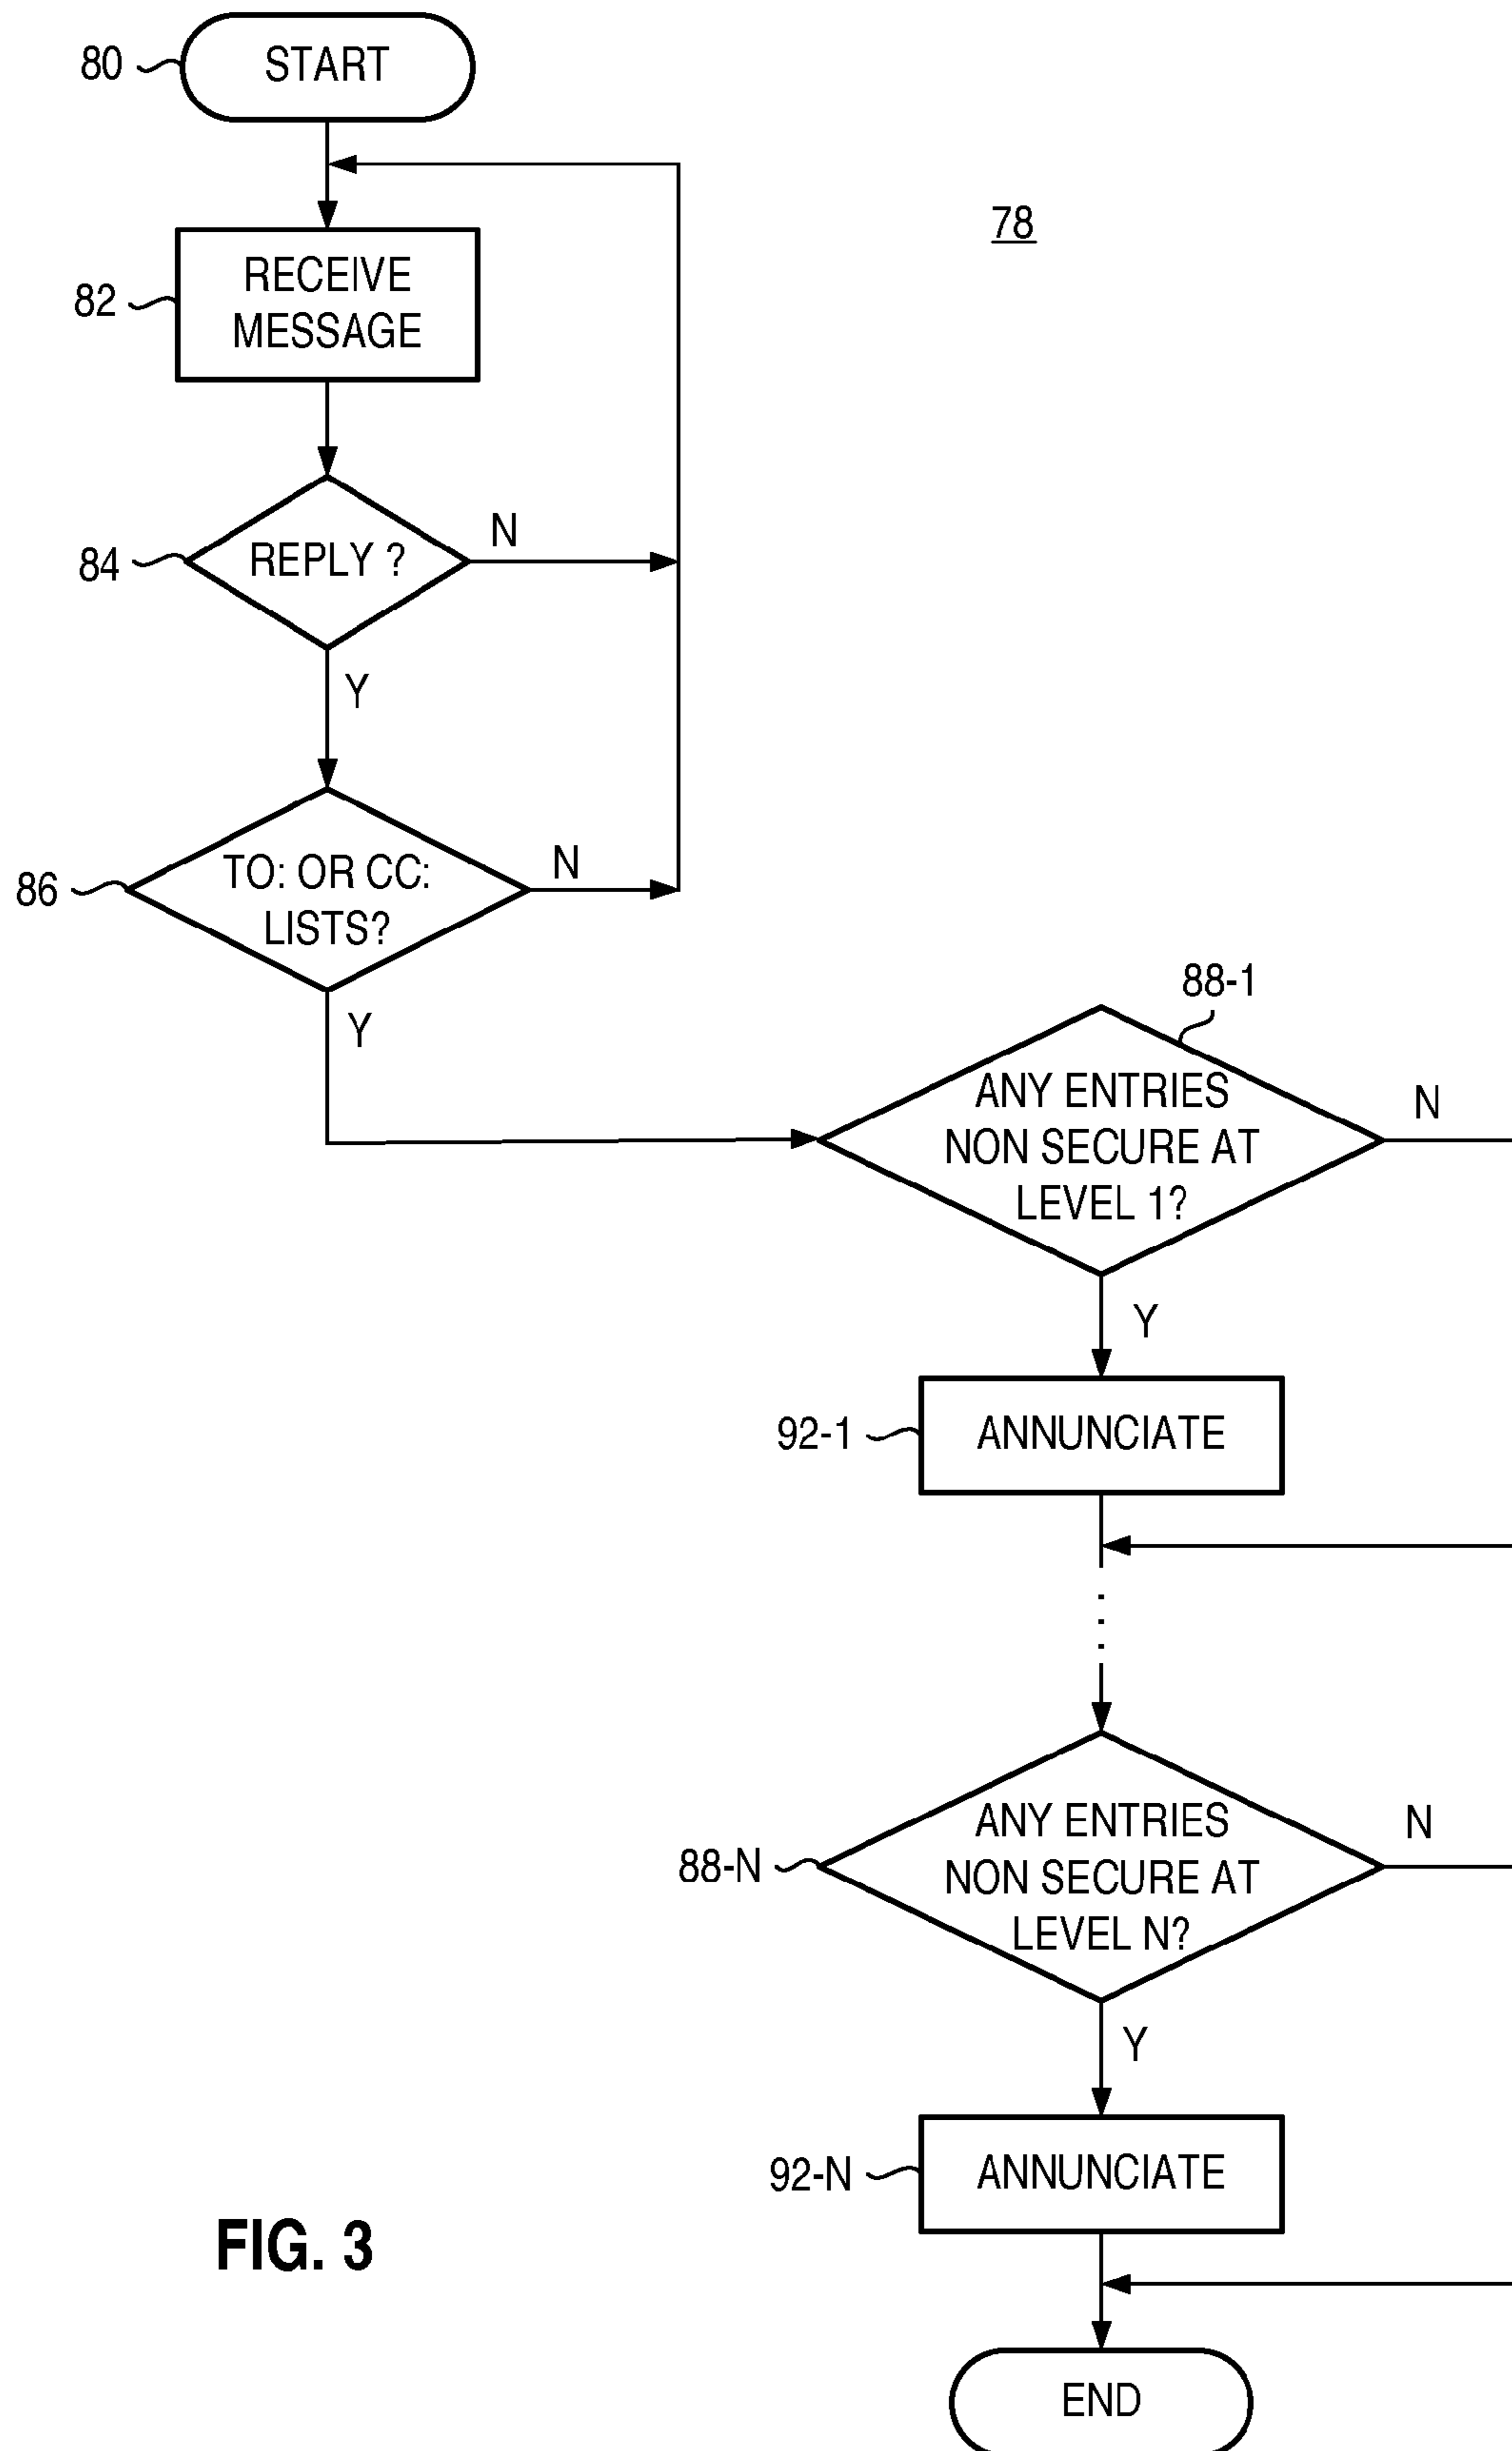 80
START
78
82
RECEIVE
MESSAGE
84
REPLY ?
N
Y
86
TO: OR CC:
LISTS?
N
Y
88-1
ANY ENTRIES
NON SECURE AT
LEVEL 1?
N
Y
92-1
ANNUNCIATE
88-N
ANY ENTRIES
NON SECURE AT
LEVEL N?
N
Y
92-N
ANNUNCIATE
FIG. 3
END